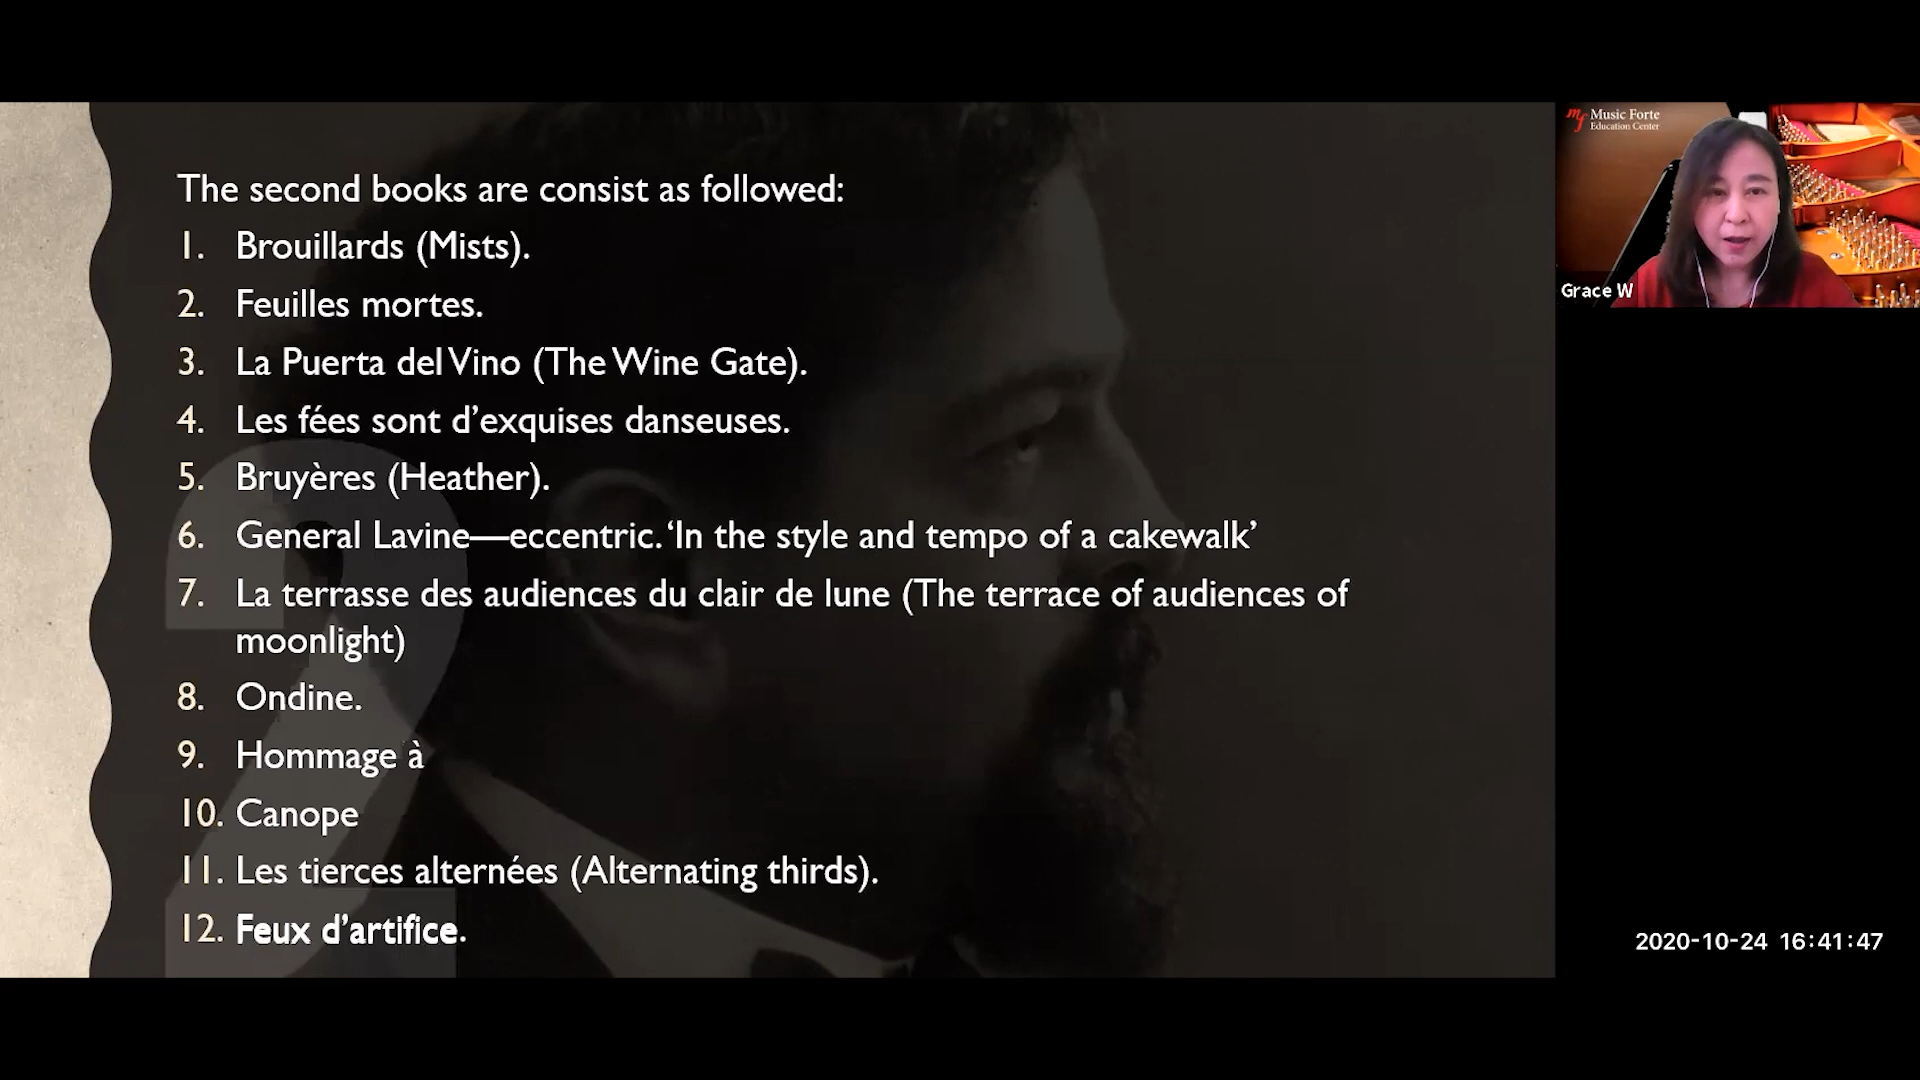 The second books are consist as followed:
1. Brouillards (Mists).
2. Feuilles mortes.
3. La Puerta del Vino (The Wine Gate).
4. Les fées sont d’exquises danseuses.
5. Bruyères (Heather).
6. General Lavine—eccentric. ‘In the style and tempo of a cakewalk’
7. La terrasse des audiences du clair de lune (The terrace of audiences of
moonlight)
8. Ondine.
9. Hommage à
10. Canope
11. Les tierces alternées (Alternating thirds).
12. Feux d’artifice.
mf Music Forte
Education Center
Grace W
2020-10-24 16:41:47